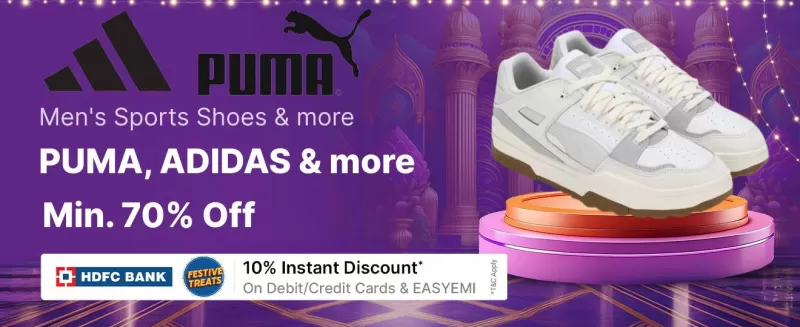 PUMA
Men's Sports Shoes & more
PUMA, ADIDAS & more
Min. 70% Off
HDFC BANK
FESTIVE
TREATS
10% Instant Discount*
On Debit/Credit Cards & EASYEMI
*T&C Apply